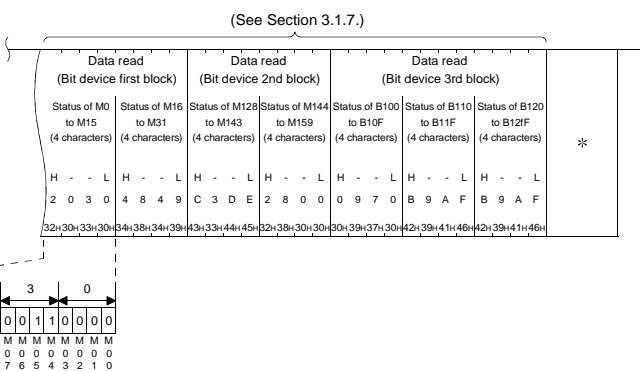 (See Section 3.1.7.)
Data read Data read Data read
(Bit device first block) (Bit device 2nd block) (Bit device 3rd block)
Status of M0 Status of M16 Status of M128 Status of M144 Status of B100 Status of B110 Status of B120
to M15 to M31 to M143 to M159 to B10F to B11F to B12fF
(4 characters) (4 characters) (4 characters) (4 characters) (4 characters) (4 characters) (4 characters)
*
H - - L H - - L H - - L H - - L H - - L H - - L H - - L
2 0 3 0 4 8 4 9 C 3 D E 2 8 0 0 0 9 7 0 B 9 A F B 9 A F
32H 30H 33H 30H 34H 38H 34H 39H 43H 33H 44H 45H 32H 38H 30H 30H 30H 39H 37H 30H 42H 39H 41H 46H 42H 39H 41H 46H
3 0
0 0 1 1 0 0 0 0
M M M M M M M M
0 0 0 0 0 0 0 0
7 6 5 4 3 2 1 0